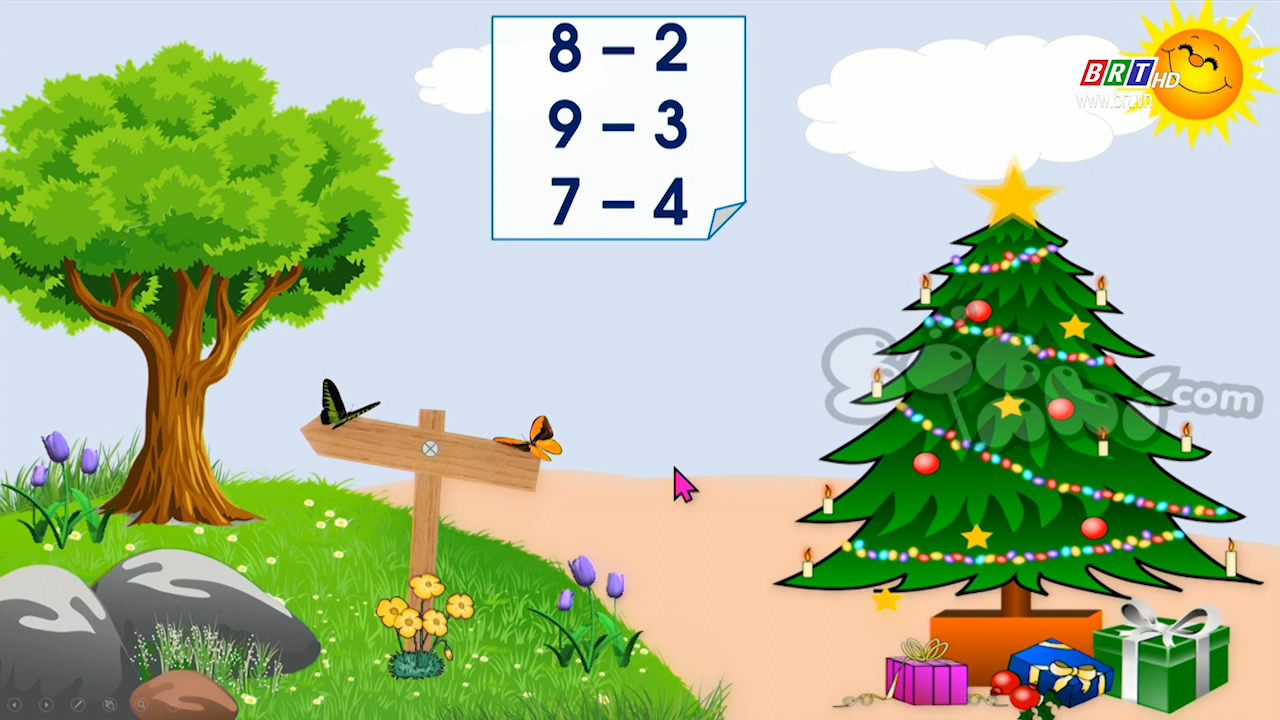 8 – 2
9 – 3
7 – 4
BRT HD
www.brt.vn
.com